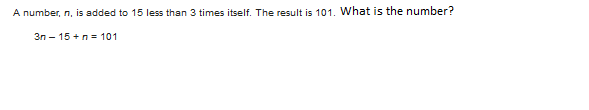 A number, n, is added to 15 less than 3 times itself. The result is 101. What is the number?
3n – 15 + n = 101